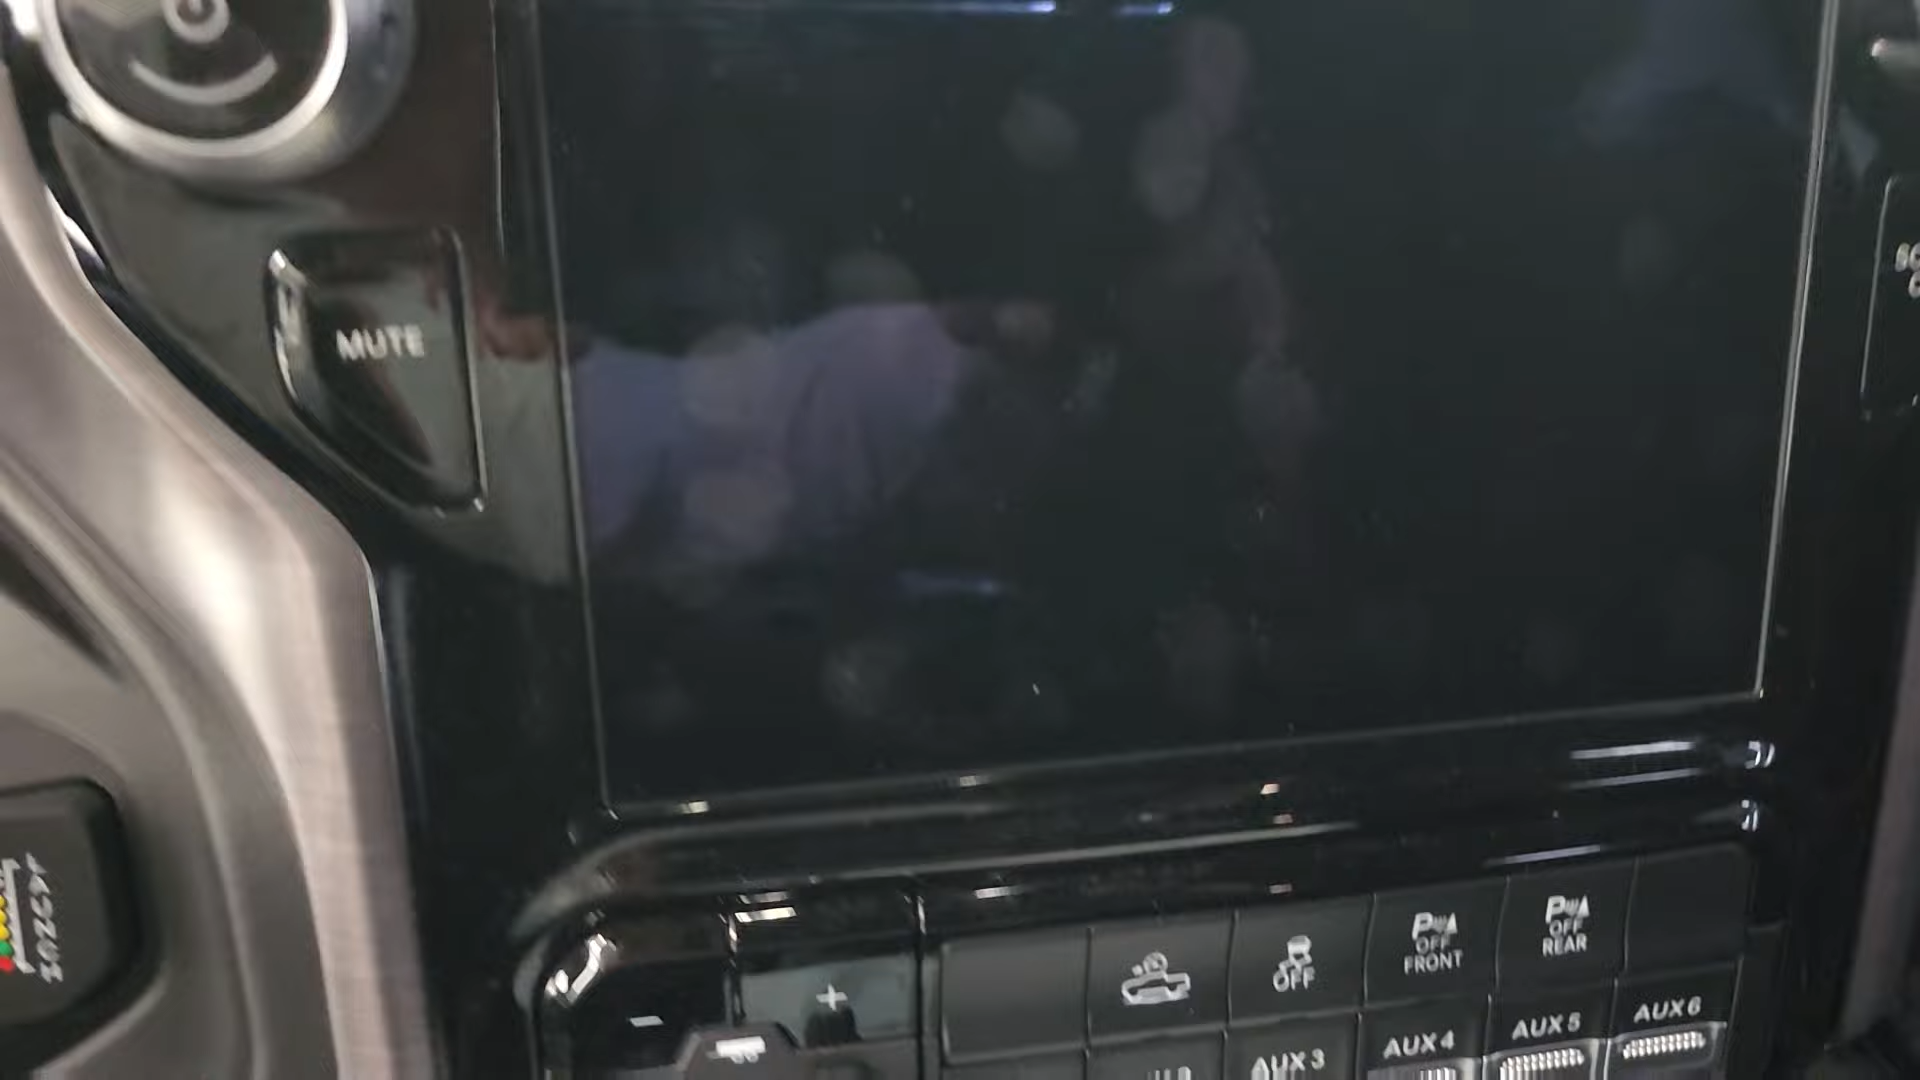 MUTE
OFF
OFF
FRONT
OFF
REAR
AUX 3
AUX 4
AUX 5
AUX 6